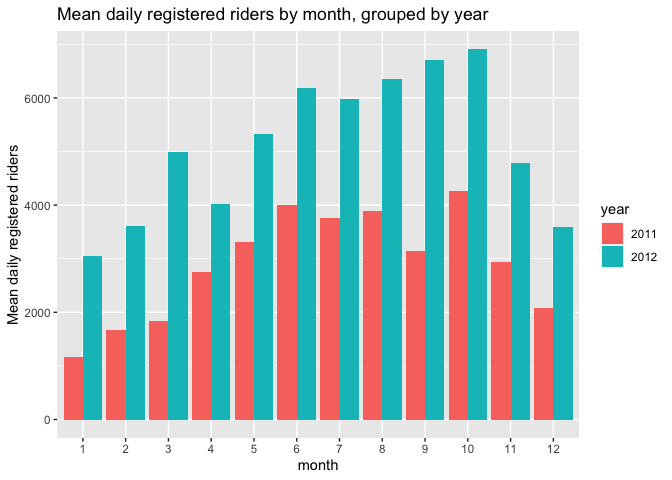 Mean daily registered riders by month, grouped by year
Mean daily registered riders
6000
4000
2000
0
1 2 3 4 5 6 7 8 9 10 11 12
month
year
2011
2012